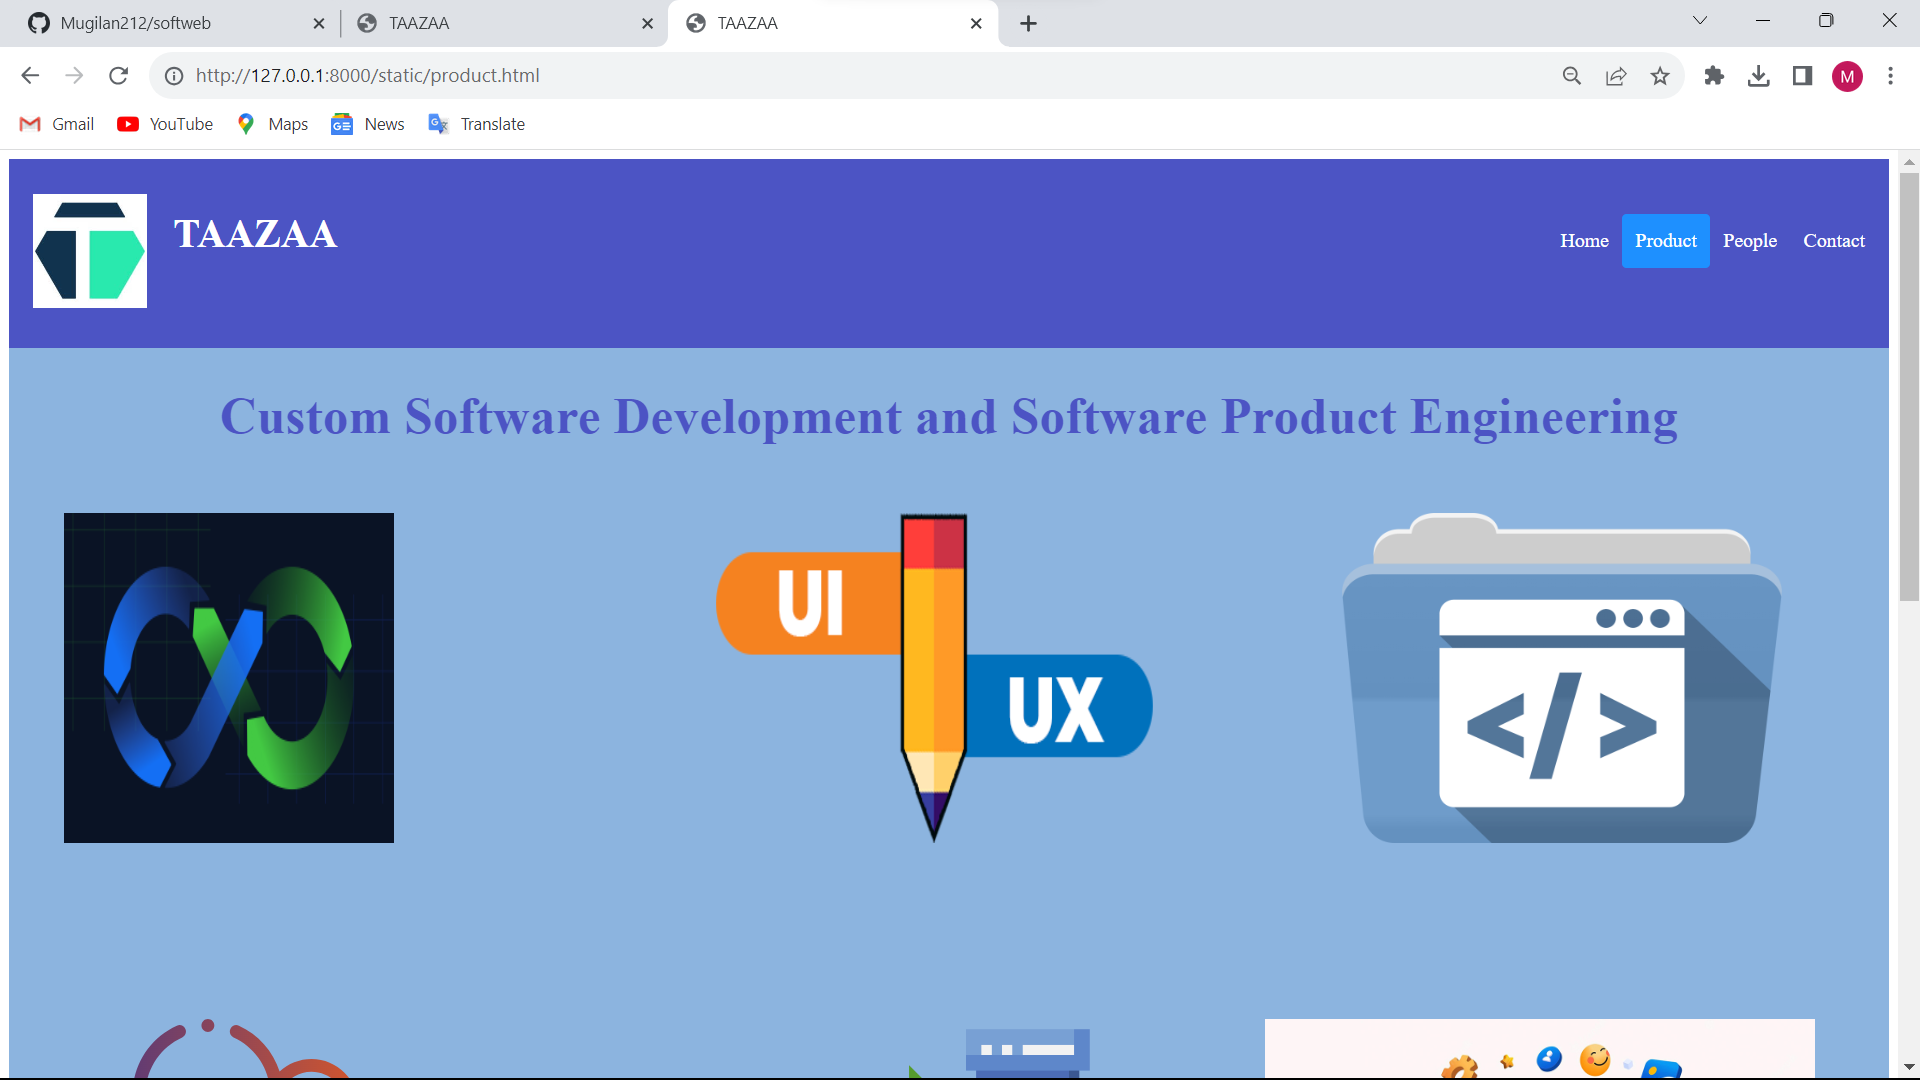 Mugilan212/softweb
TAAZAA
TAAZAA
http://127.0.0.1:8000/static/product.html
M
Gmail
YouTube
Maps
News
Translate
TAAZAA
Home
Product
People
Contact
Custom Software Development and Software Product Engineering
UI
UX
</>